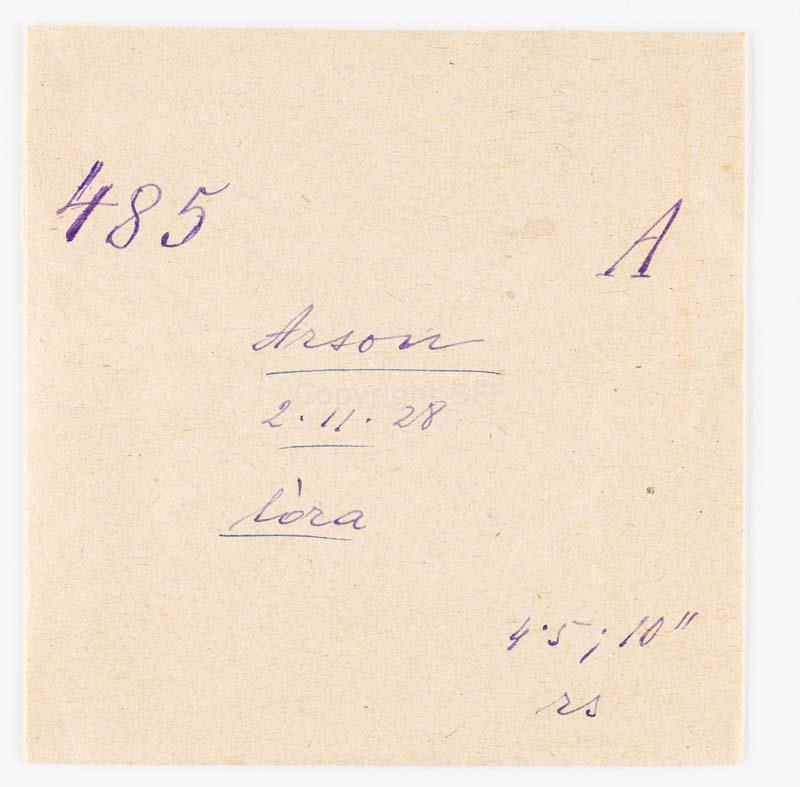 485 A
Arson
2.11.28
lòra
4.5; 10"
rs